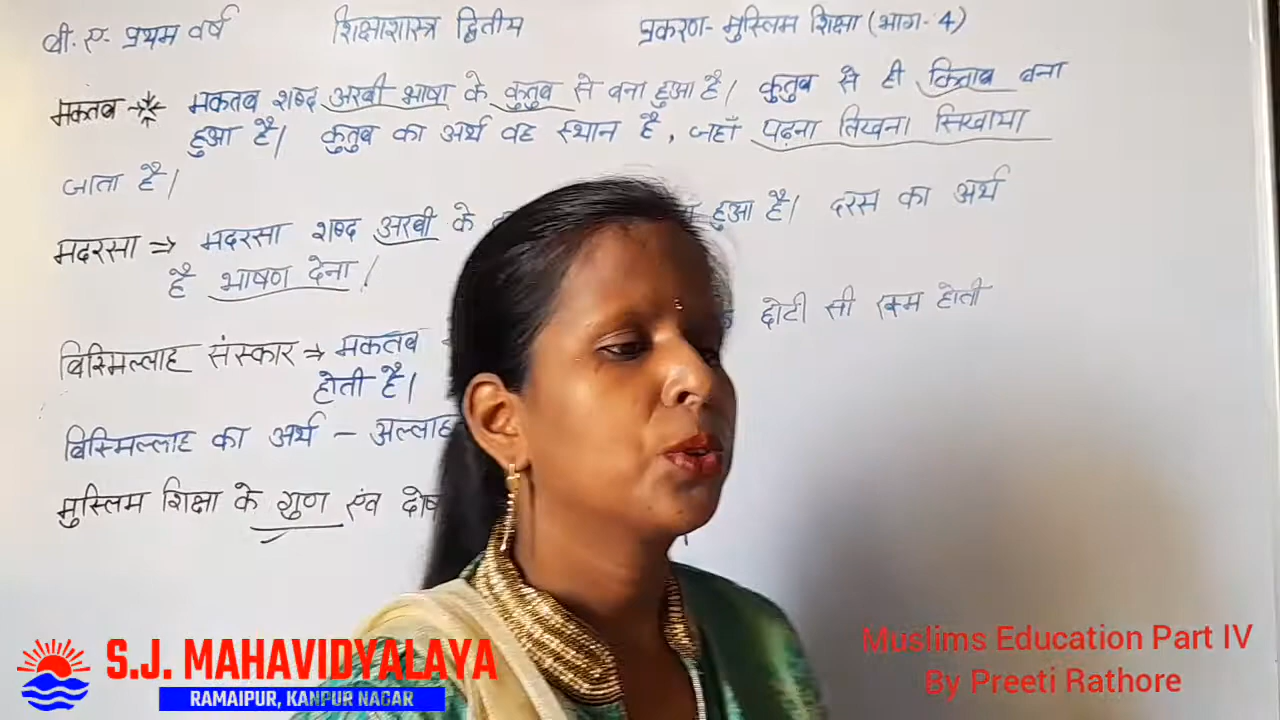 बी. ए. प्रथम वर्ष शिक्षाशास्त्र द्वितीय प्रकरण- मुस्लिम शिक्षा (भाग- 4)
मकतब → मकतब शब्द अरबी भाषा के कुतुब से बना हुआ है। कुतुब से ही किताब बना
हुआ है। कुतुब का अर्थ वह स्थान है, जहाँ पढ़ना लिखना सिखाया
जाता है।
मदरसा ⇒ मदरसा शब्द अरबी के हुआ है। दरस का अर्थ
है भाषण देना।
बिस्मिल्लाह संस्कार → मकतब छोटी सी रस्म होती
होती है।
बिस्मिल्लाह का अर्थ - अल्लाह
मुस्लिम शिक्षा के गुण एंव दोष
S.J. MAHAVIDYALAYA
RAMAIPUR, KANPUR NAGAR
Muslims Education Part IV
By Preeti Rathore